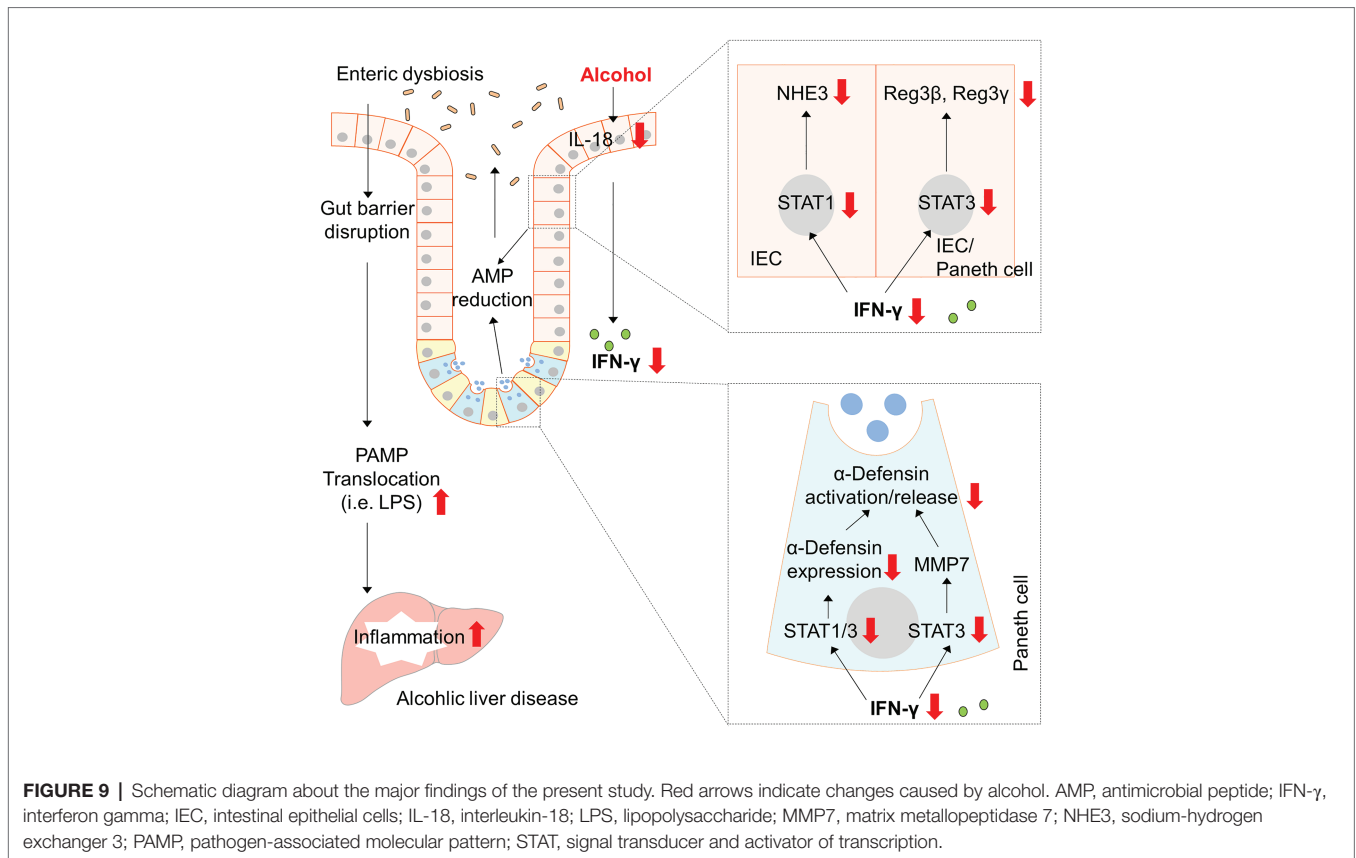 Enteric dysbiosis
Alcohol
IL-18
Gut barrier
disruption
AMP
reduction
IFN-γ
PAMP
Translocation
(i.e. LPS)
Inflammation
Alcohlic liver disease
NHE3
Reg3β, Reg3γ
STAT1
STAT3
IEC
IEC/
Paneth cell
IFN-γ
α-Defensin
activation/release
α-Defensin
expression
MMP7
STAT1/3
STAT3
Paneth cell
IFN-γ
FIGURE 9 | Schematic diagram about the major findings of the present study. Red arrows indicate changes caused by alcohol. AMP, antimicrobial peptide; IFN-γ,
interferon gamma; IEC, intestinal epithelial cells; IL-18, interleukin-18; LPS, lipopolysaccharide; MMP7, matrix metallopeptidase 7; NHE3, sodium-hydrogen
exchanger 3; PAMP, pathogen-associated molecular pattern; STAT, signal transducer and activator of transcription.